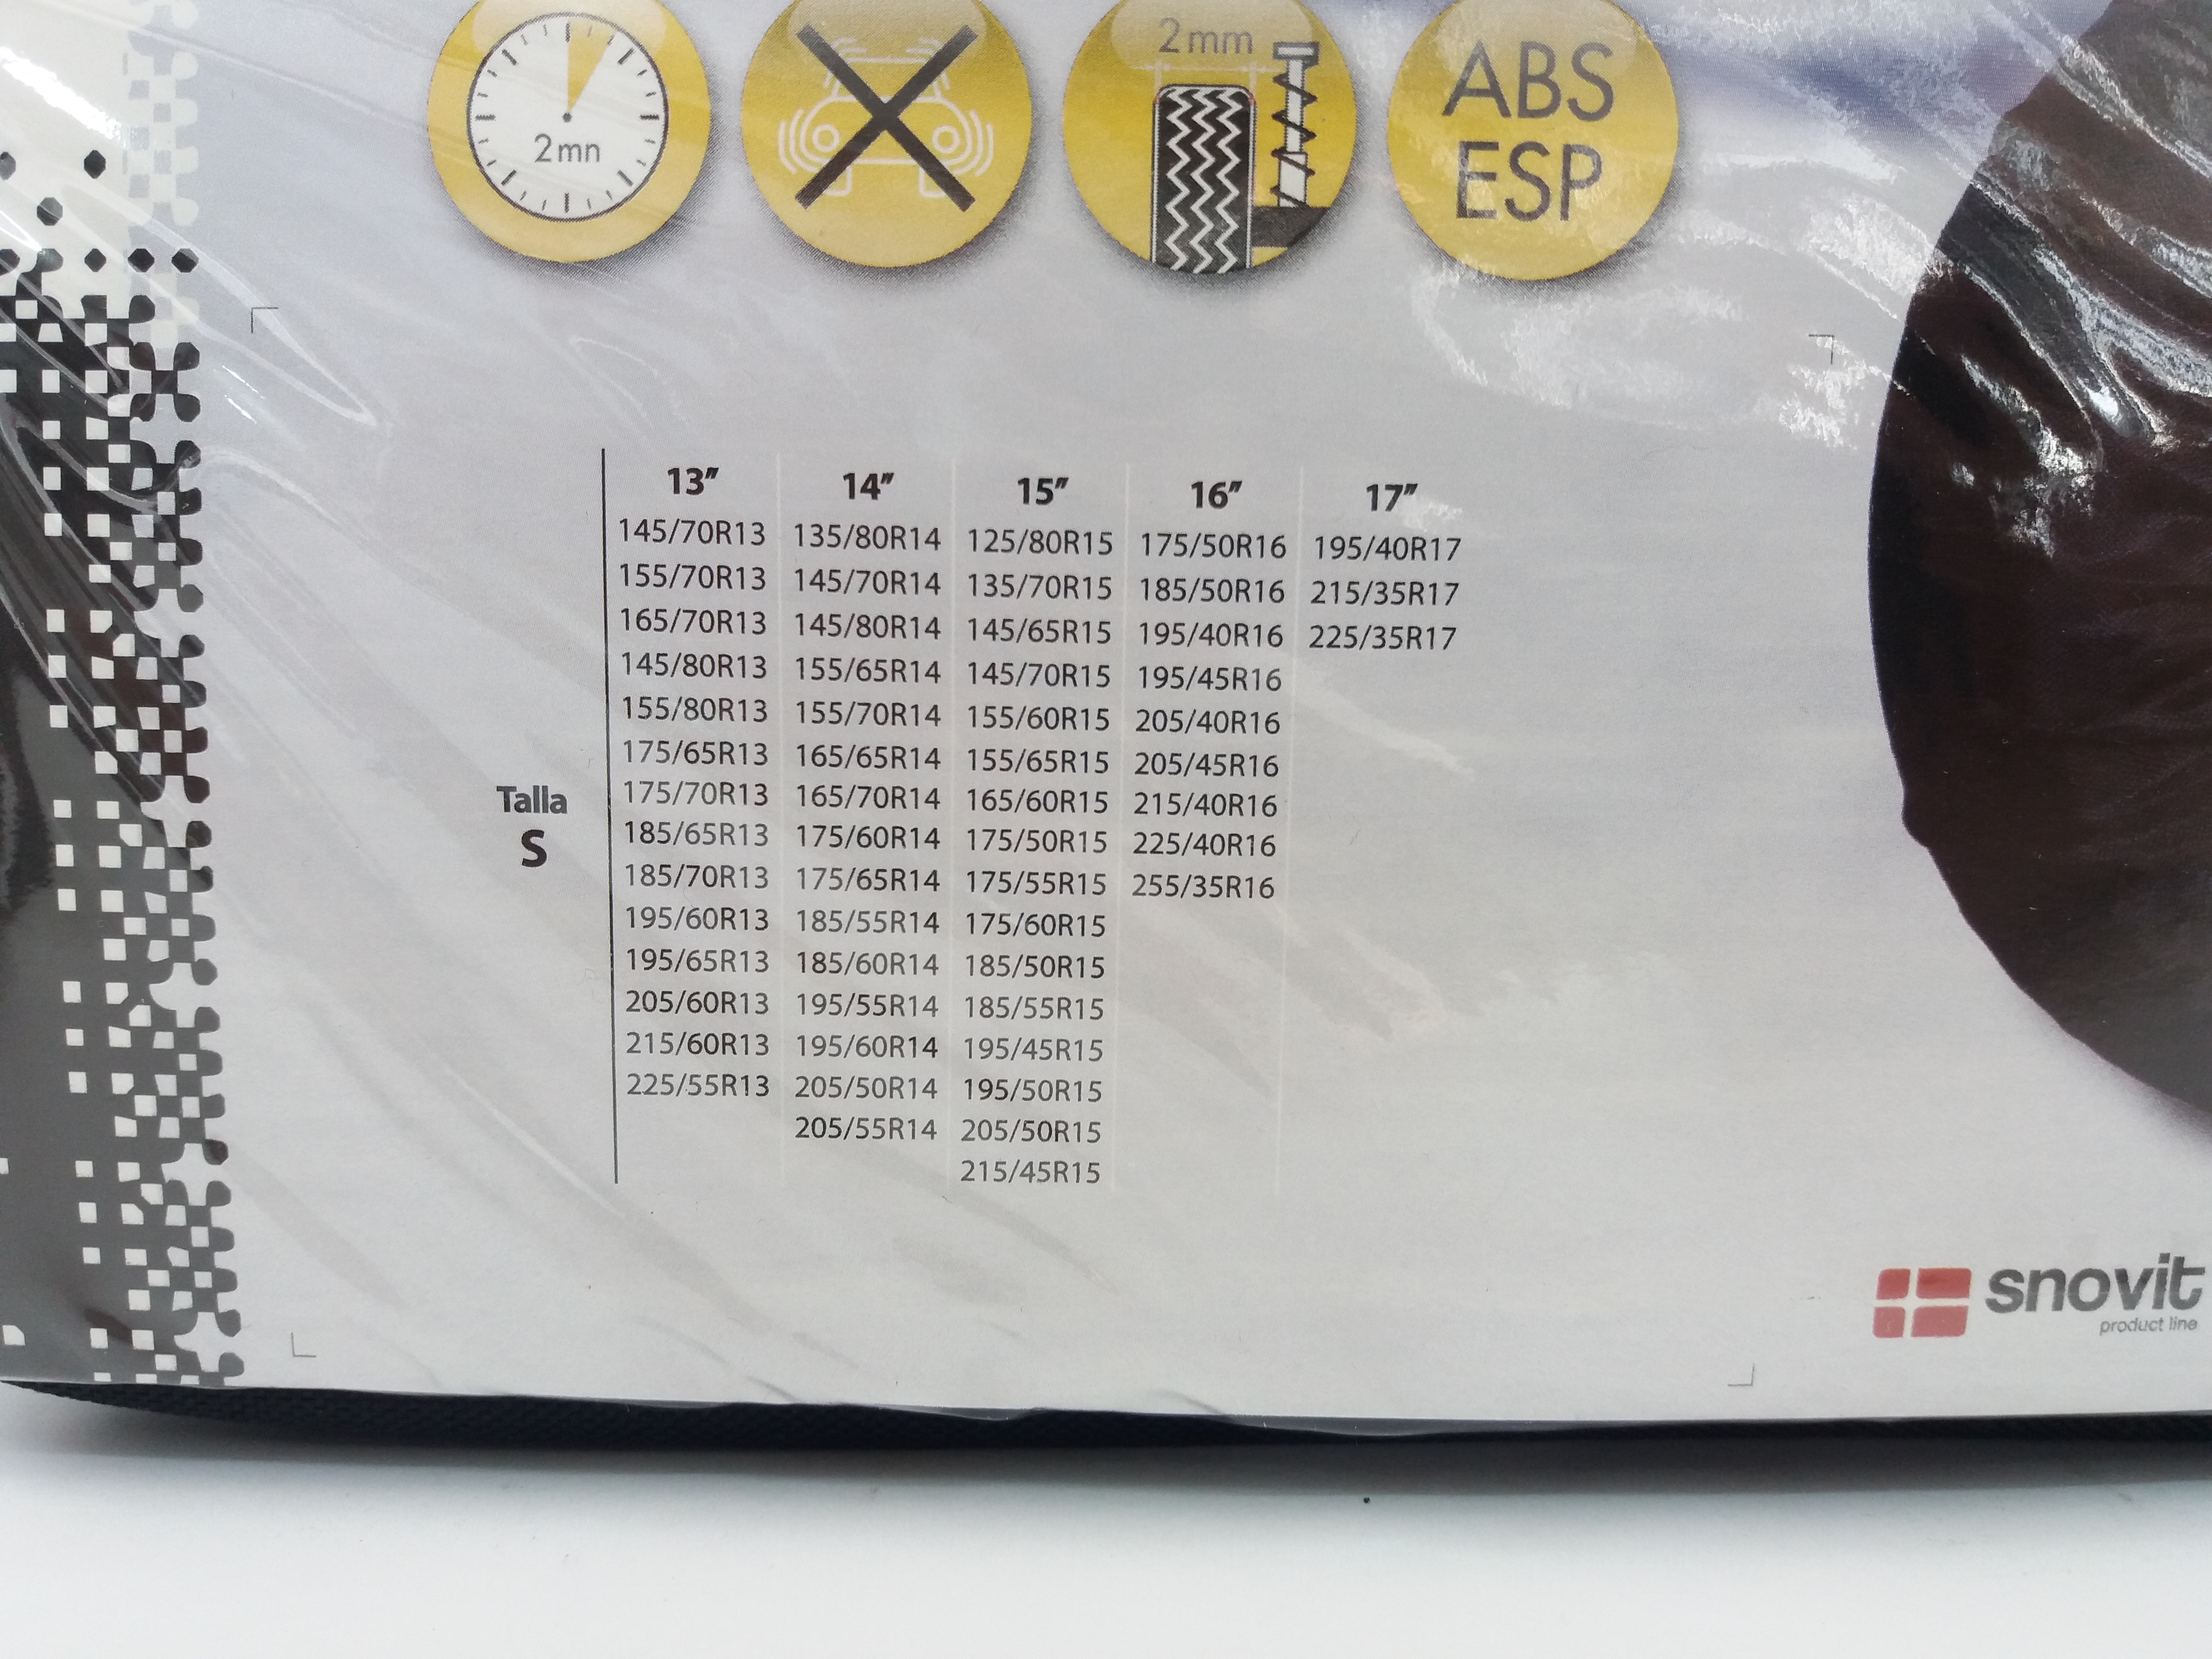 2mn
2mm
ABS
ESP
13" 14" 15" 16" 17"
145/70R13 135/80R14 125/80R15 175/50R16 195/40R17
155/70R13 145/70R14 135/70R15 185/50R16 215/35R17
165/70R13 145/80R14 145/65R15 195/40R16 225/35R17
145/80R13 155/65R14 145/70R15 195/45R16
155/80R13 155/70R14 155/60R15 205/40R16
175/65R13 165/65R14 155/65R15 205/45R16
Talla 175/70R13 165/70R14 165/60R15 215/40R16
S 185/65R13 175/60R14 175/50R15 225/40R16
185/70R13 175/65R14 175/55R15 255/35R16
195/60R13 185/55R14 175/60R15
195/65R13 185/60R14 185/50R15
205/60R13 195/55R14 185/55R15
215/60R13 195/60R14 195/45R15
225/55R13 205/50R14 195/50R15
205/55R14 205/50R15
215/45R15
snovit
product line